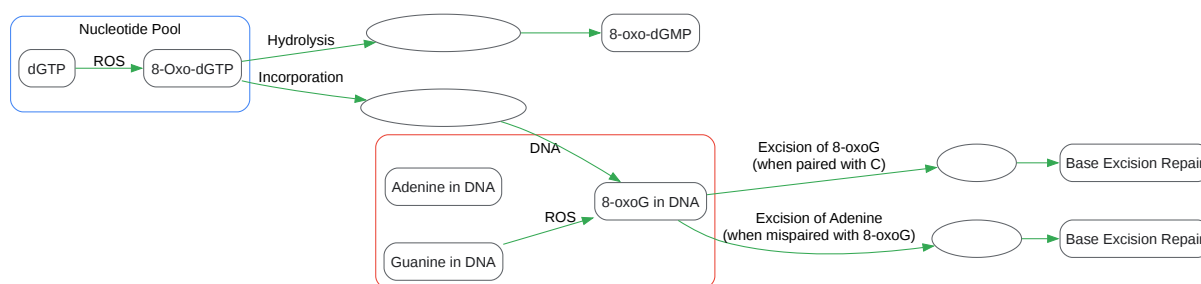 Nucleotide Pool
dGTP
ROS
8-Oxo-dGTP
Hydrolysis
Incorporation
8-oxo-dGMP
DNA
Adenine in DNA
Guanine in DNA
ROS
8-oxoG in DNA
Excision of 8-oxoG
(when paired with C)
Base Excision Repair
Excision of Adenine
(when mispaired with 8-oxoG)
Base Excision Repair